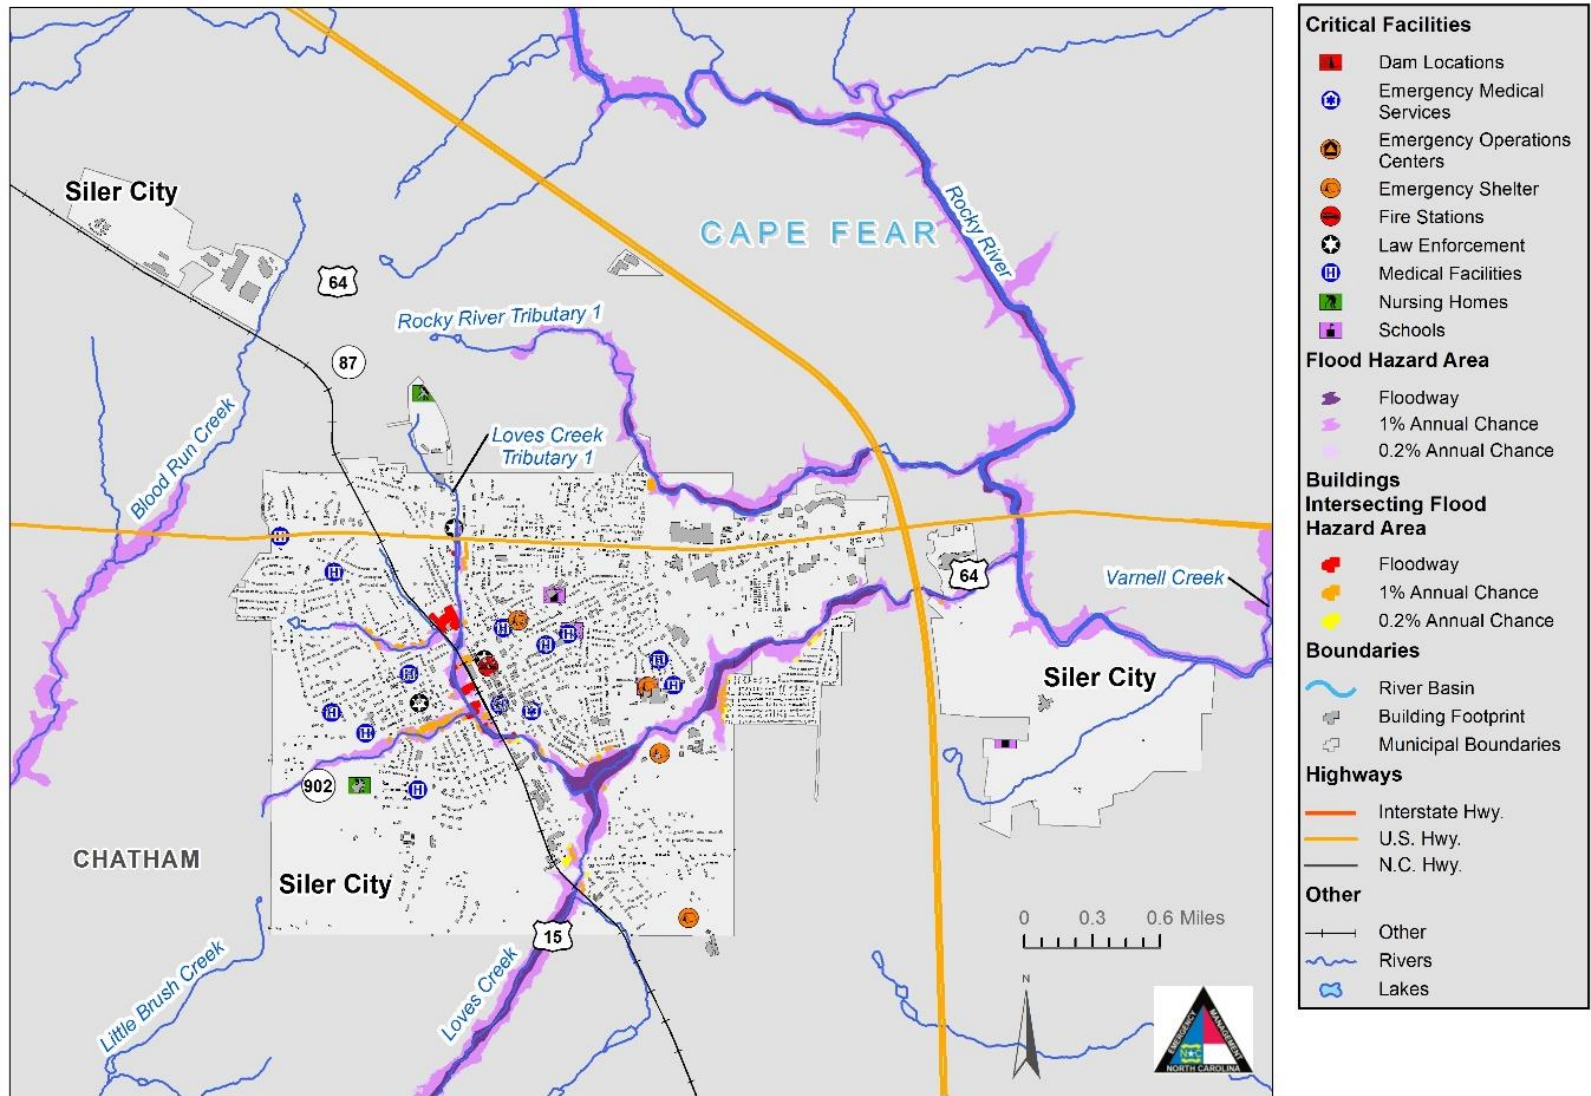 Siler City
64
CAPE FEAR
Rocky River
Rocky River Tributary 1
87
Blood Run Creek
Loves Creek
Tributary 1
64
Varnell Creek
Siler City
902
CHATHAM
Siler City
15
Little Brush Creek
Loves Creek
0 0.3 0.6 Miles
N
EMERGENCY
MANAGEMENT
N C
NORTH CAROLINA
Critical Facilities
Dam Locations
Emergency Medical
Services
Emergency Operations
Centers
Emergency Shelter
Fire Stations
Law Enforcement
Medical Facilities
Nursing Homes
Schools
Flood Hazard Area
Floodway
1% Annual Chance
0.2% Annual Chance
Buildings
Intersecting Flood
Hazard Area
Floodway
1% Annual Chance
0.2% Annual Chance
Boundaries
River Basin
Building Footprint
Municipal Boundaries
Highways
Interstate Hwy.
U.S. Hwy.
N.C. Hwy.
Other
Other
Rivers
Lakes